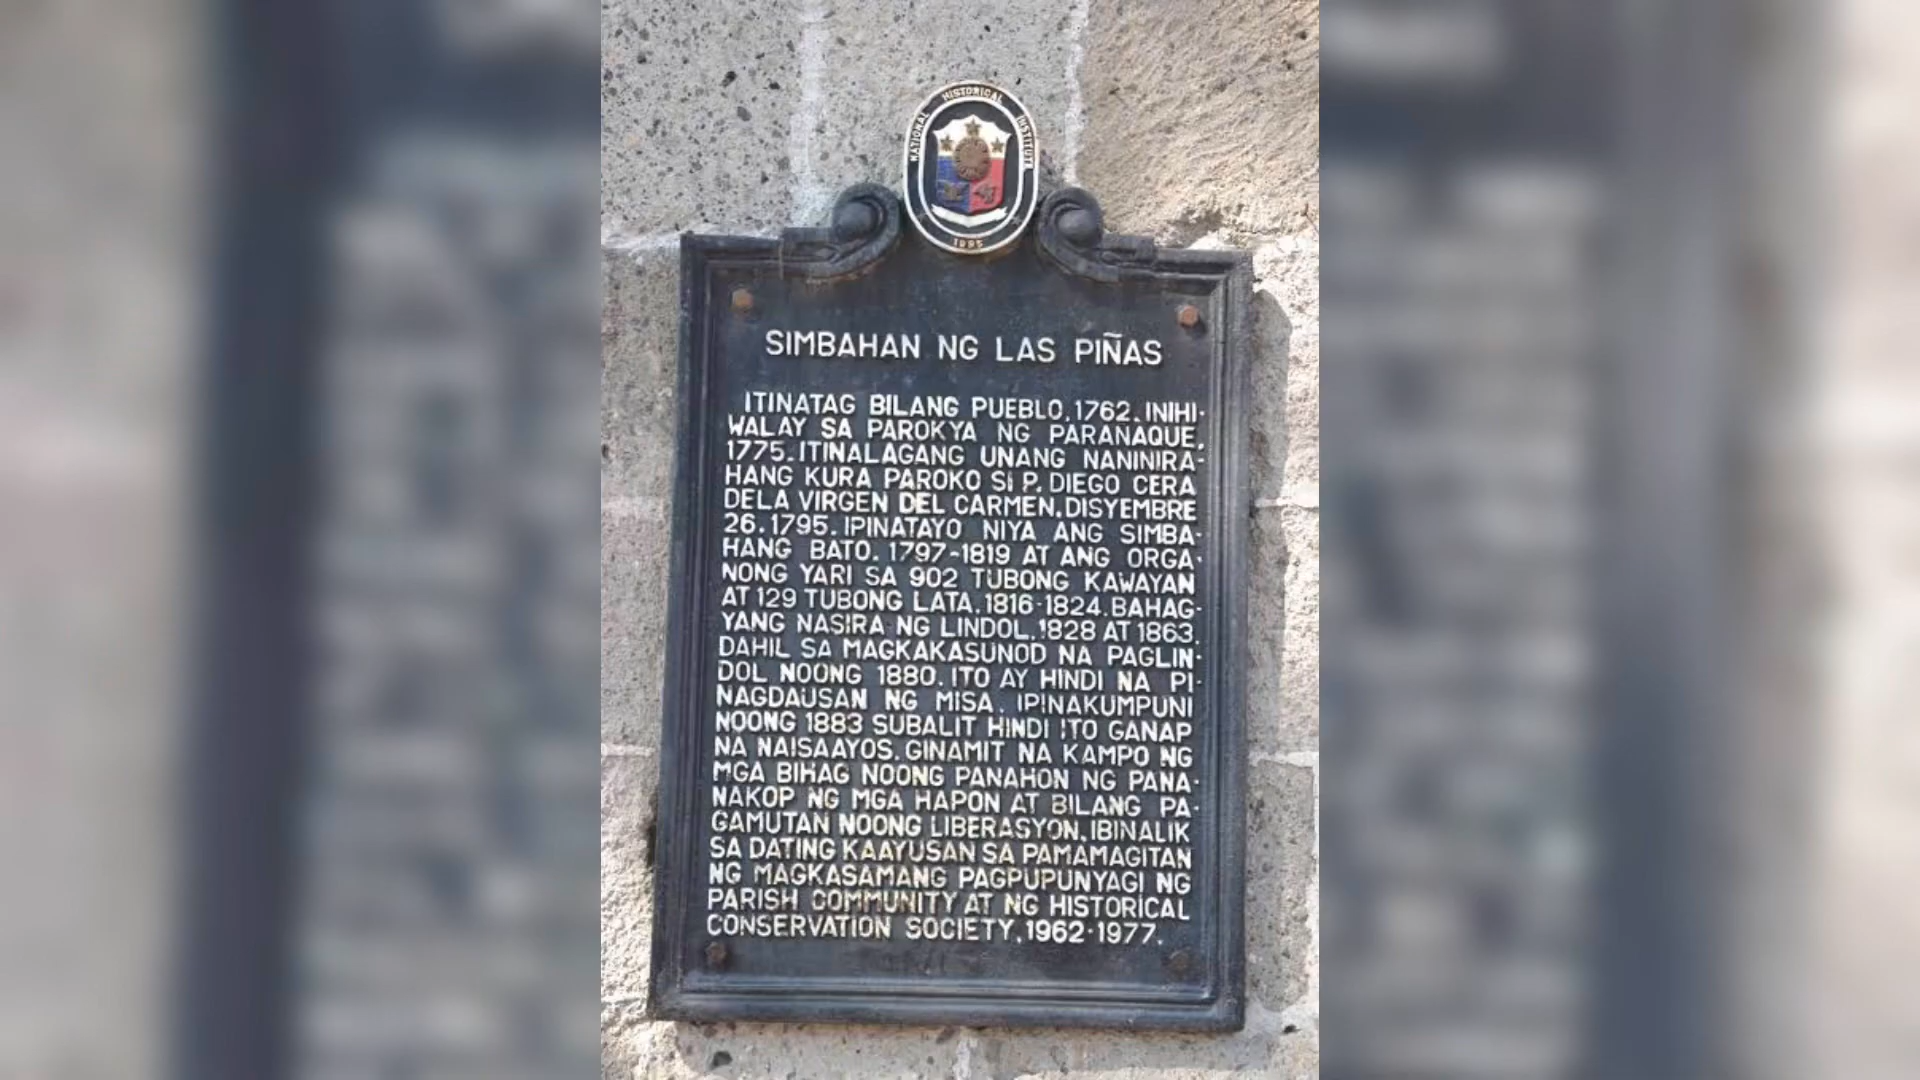 NATIONAL HISTORICAL INSTITUTE
1995
SIMBAHAN NG LAS PIÑAS
ITINATAG BILANG PUEBLO, 1762. INIHI-
WALAY SA PAROKYA NG PARANAQUE,
1775. ITINALAGANG UNANG NANINIRA-
HANG KURA PAROKO SI P. DIEGO CERA
DELA VIRGEN DEL CARMEN, DISYEMBRE
26, 1795. IPINATAYO NIYA ANG SIMBA-
HANG BATO, 1797-1819 AT ANG ORGA-
NONG YARI SA 902 TUBONG KAWAYAN
AT 129 TUBONG LATA, 1816-1824. BAHAG-
YANG NASIRA NG LINDOL, 1828 AT 1863.
DAHIL SA MAGKAKASUNOD NA PAGLIN-
DOL NOONG 1880, ITO AY HINDI NA PI-
NAGDAUSAN NG MISA. IPINAKUMPUNI
NOONG 1883 SUBALIT HINDI ITO GANAP
NA NAISAAYOS. GINAMIT NA KAMPO NG
MGA BIHAG NOONG PANAHON NG PANA-
NAKOP NG MGA HAPON AT BILANG PA-
GAMUTAN NOONG LIBERASYON. IBINALIK
SA DATING KAAYUSAN SA PAMAMAGITAN
NG MAGKASAMANG PAGPUPUNYAGI NG
PARISH COMMUNITY AT NG HISTORICAL
CONSERVATION SOCIETY, 1962-1977.